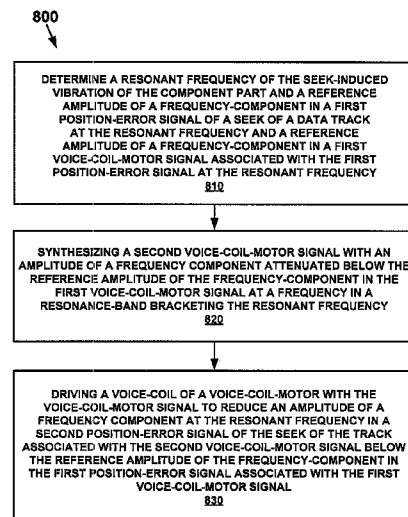 800
DETERMINE A RESONANT FREQUENCY OF THE SEEK-INDUCED
VIBRATION OF THE COMPONENT PART AND A REFERENCE
AMPLITUDE OF A FREQUENCY-COMPONENT IN A FIRST
POSITION-ERROR SIGNAL OF A SEEK OF A DATA TRACK
AT THE RESONANT FREQUENCY AND A REFERENCE
AMPLITUDE OF A FREQUENCY-COMPONENT IN A FIRST
VOICE-COIL-MOTOR SIGNAL ASSOCIATED WITH THE FIRST
POSITION-ERROR SIGNAL AT THE RESONANT FREQUENCY
810
SYNTHESIZING A SECOND VOICE-COIL-MOTOR SIGNAL WITH AN
AMPLITUDE OF A FREQUENCY COMPONENT ATTENUATED BELOW THE
REFERENCE AMPLITUDE OF THE FREQUENCY-COMPONENT IN
THE FIRST VOICE-COIL-MOTOR SIGNAL AT A FREQUENCY IN A
RESONANCE-BAND BRACKETING THE RESONANT FREQUENCY
820
DRIVING A VOICE-COIL OF A VOICE-COIL-MOTOR WITH THE
VOICE-COIL-MOTOR SIGNAL TO REDUCE AN AMPLITUDE OF A
FREQUENCY COMPONENT AT THE RESONANT FREQUENCY IN A
SECOND POSITION-ERROR SIGNAL OF THE SEEK OF THE TRACK
ASSOCIATED WITH THE SECOND VOICE-COIL-MOTOR SIGNAL BELOW
THE REFERENCE AMPLITUDE OF THE FREQUENCY-COMPONENT IN
THE FIRST POSITION-ERROR SIGNAL ASSOCIATED WITH THE FIRST
VOICE-COIL-MOTOR SIGNAL
830